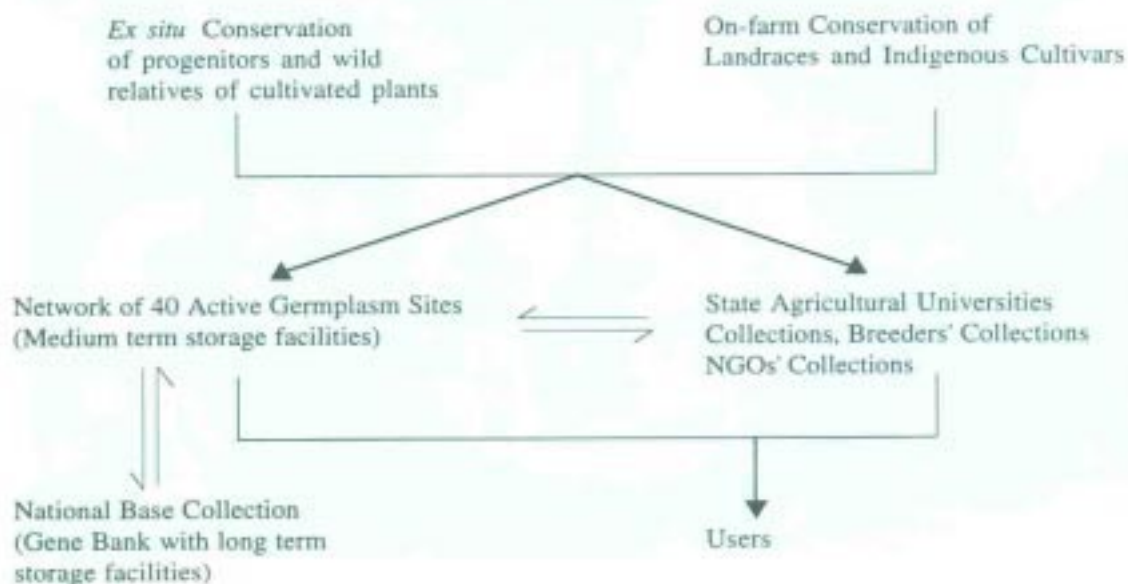 Ex situ Conservation
of progenitors and wild
relatives of cultivated plants
On-farm Conservation of
Landraces and Indigenous Cultivars
Network of 40 Active Germplasm Sites
(Medium term storage facilities)
State Agricultural Universities
Collections, Breeders' Collections
NGOs' Collections
National Base Collection
(Gene Bank with long term
storage facilities)
Users